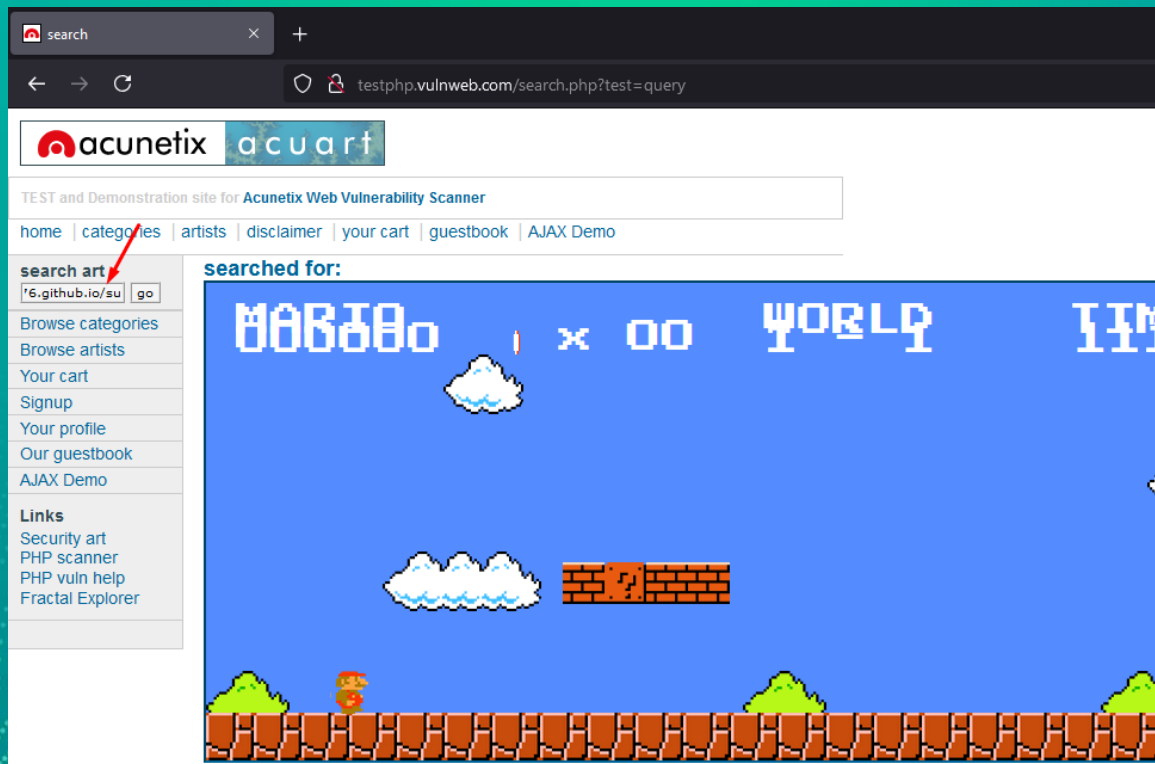 search
testphp.vulnweb.com/search.php?test=query
acunetix acuart
TEST and Demonstration site for Acunetix Web Vulnerability Scanner
home | categories | artists | disclaimer | your cart | guestbook | AJAX Demo
search art
6.github.io/su go
Browse categories
Browse artists
Your cart
Signup
Your profile
Our guestbook
AJAX Demo
Links
Security art
PHP scanner
PHP vuln help
Fractal Explorer
searched for:
MARIO WORLD TIM
x 00